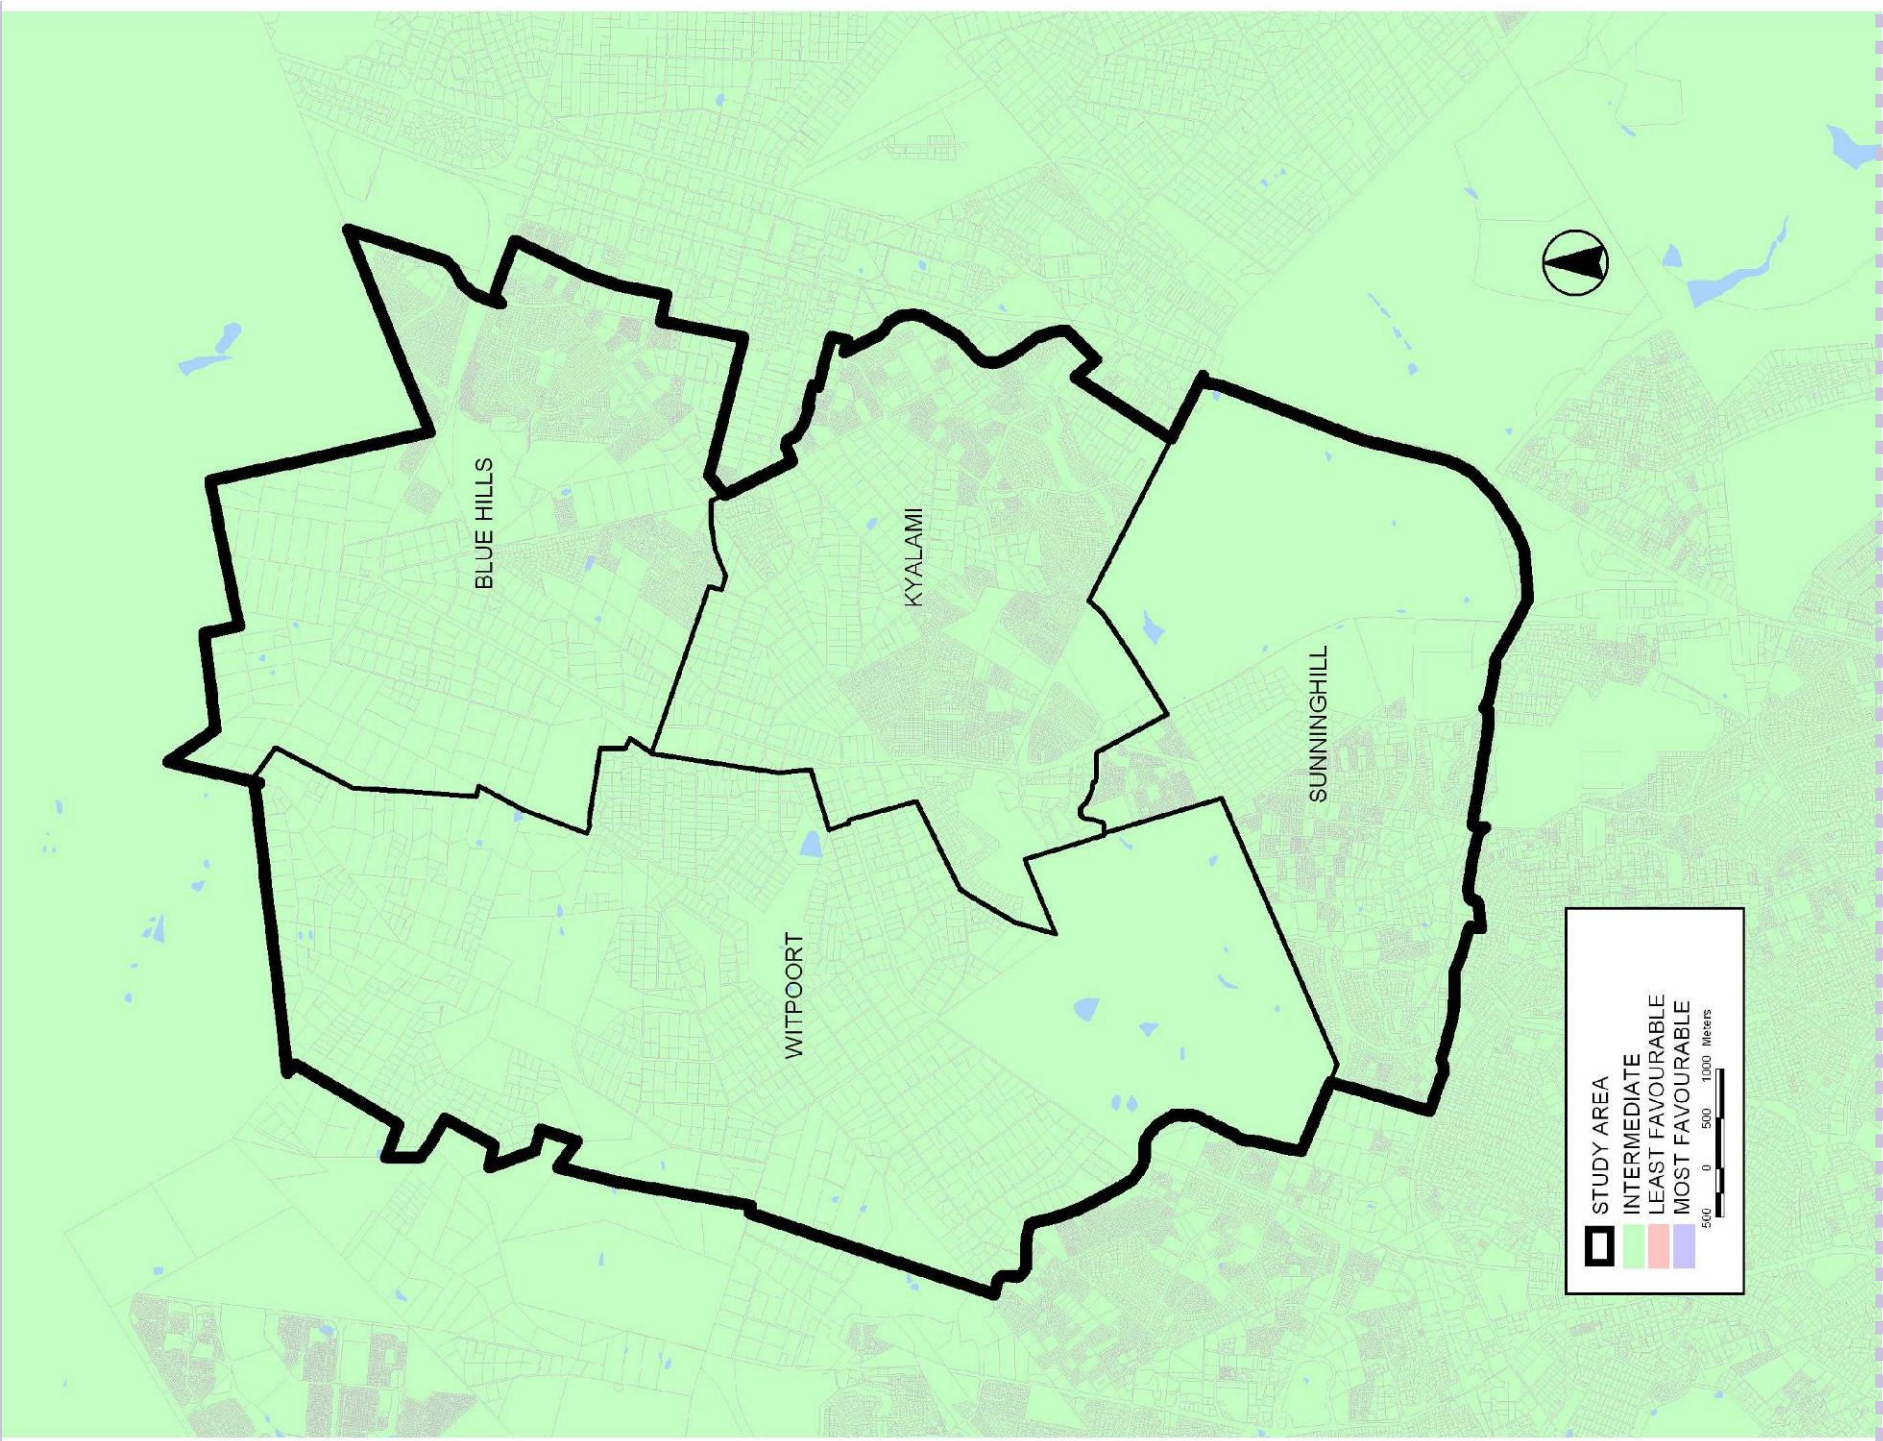 BLUE HILLS
KYALAMI
WITPOORT
SUNNINGHILL
STUDY AREA
INTERMEDIATE
LEAST FAVOURABLE
MOST FAVOURABLE
500 0 500 1000 Meters